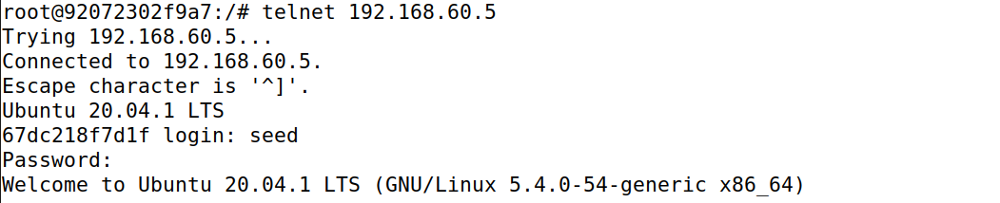 root@92072302f9a7:/# telnet 192.168.60.5
Trying 192.168.60.5...
Connected to 192.168.60.5.
Escape character is '^]'.
Ubuntu 20.04.1 LTS
67dc218f7d1f login: seed
Password:
Welcome to Ubuntu 20.04.1 LTS (GNU/Linux 5.4.0-54-generic x86_64)